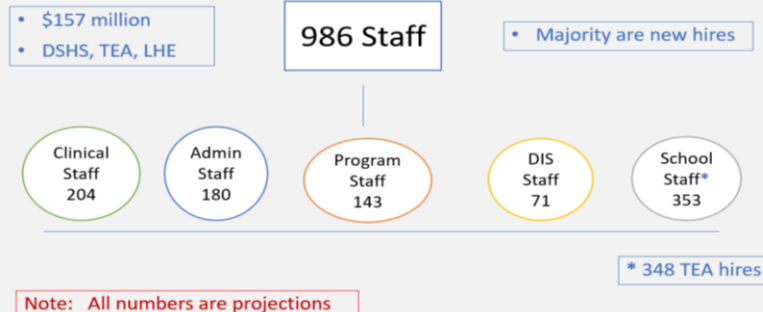 • $157 million
• DSHS, TEA, LHE
986 Staff
• Majority are new hires
Clinical
Staff
204
Admin
Staff
180
Program
Staff
143
DIS
Staff
71
School
Staff*
353
* 348 TEA hires
Note: All numbers are projections